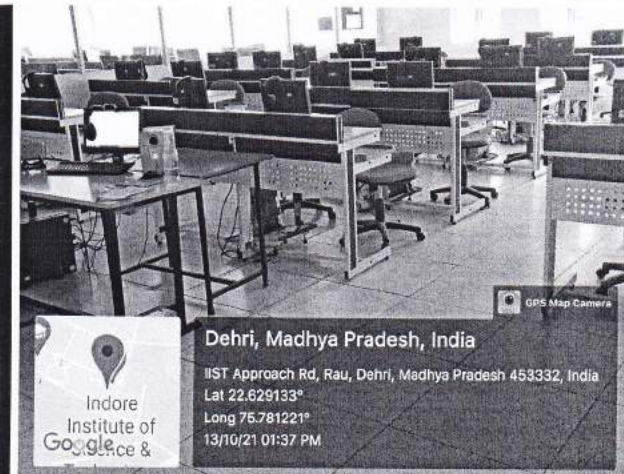 GPS Map Camera
Dehri, Madhya Pradesh, India
IIST Approach Rd, Rau, Dehri, Madhya Pradesh 453332, India
Lat 22.629133°
Long 75.781221°
13/10/21 01:37 PM
Indore
Institute of
Science &
Google